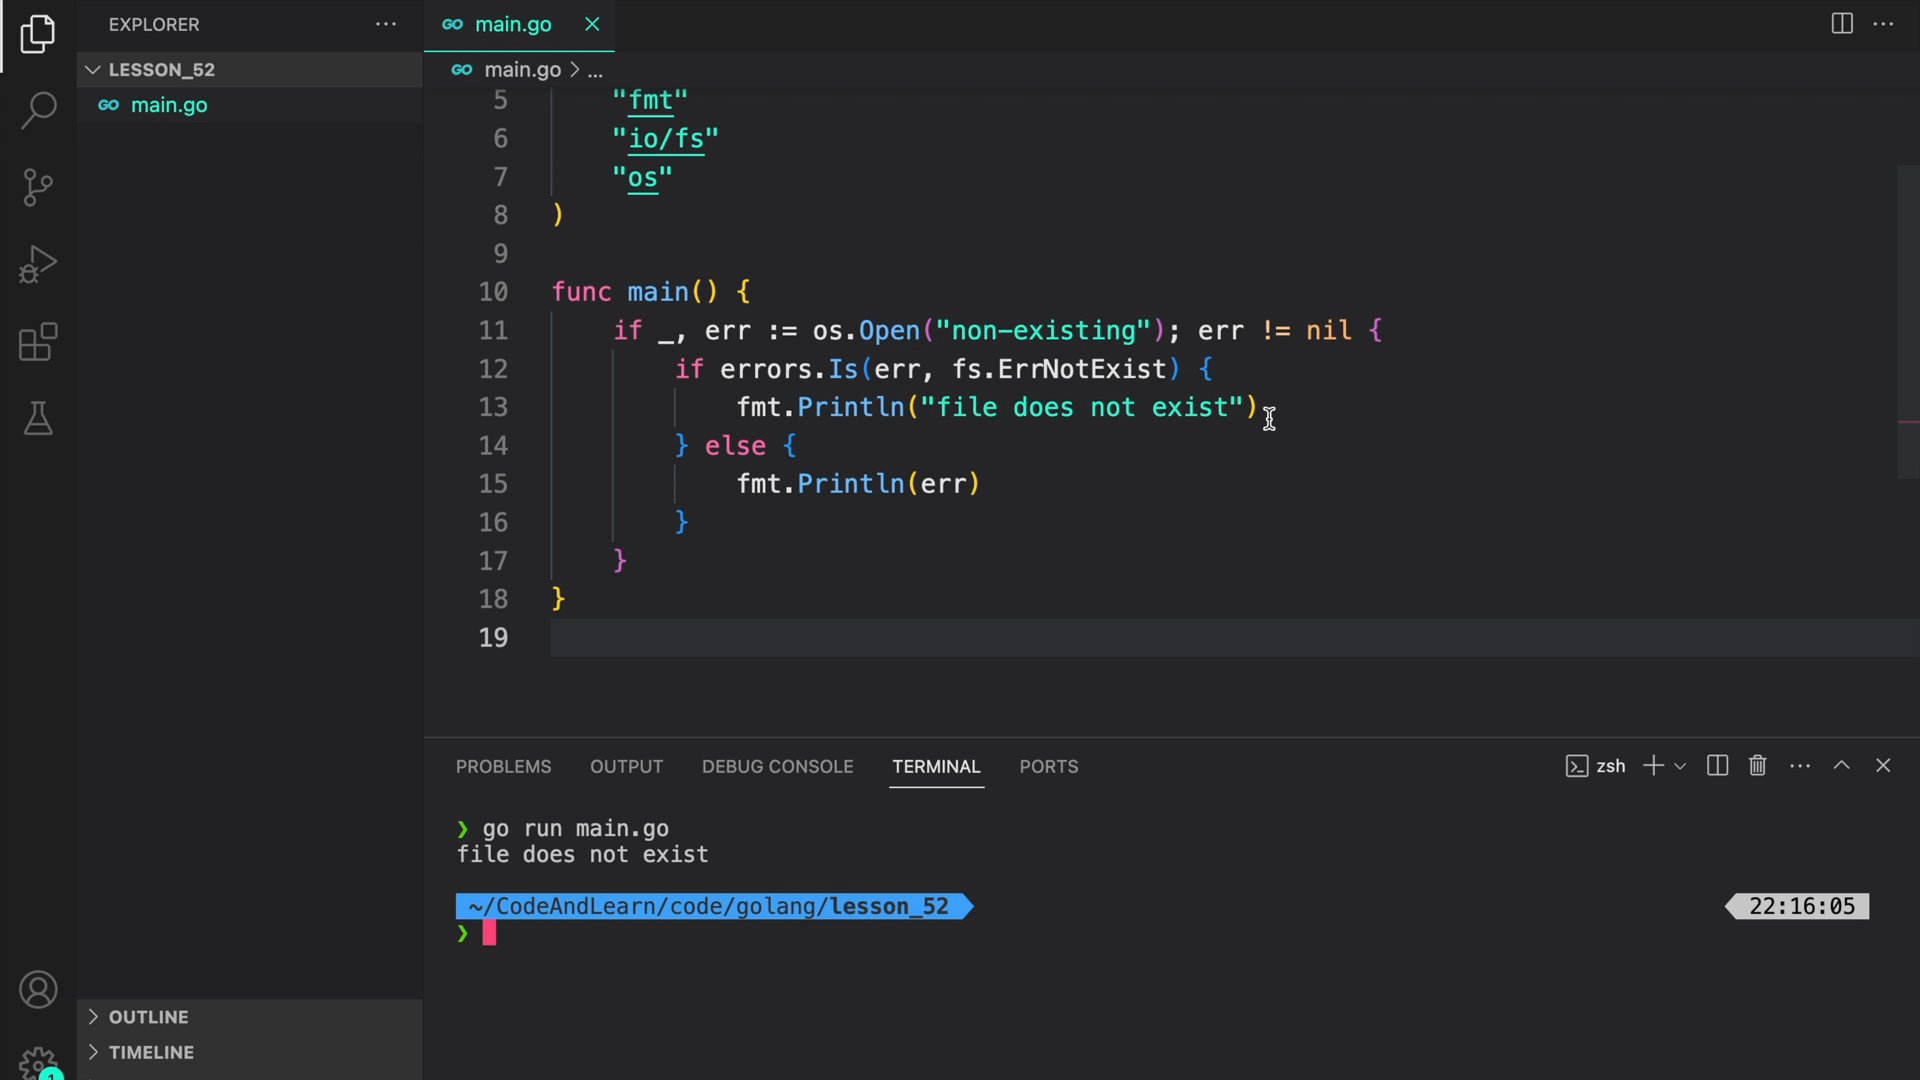 EXPLORER
LESSON_52
main.go
main.go
main.go > ...
5 "fmt"
6 "io/fs"
7 "os"
8 )
9
10 func main() {
11 if _, err := os.Open("non-existing"); err != nil {
12 if errors.Is(err, fs.ErrNotExist) {
13 fmt.Println("file does not exist")
14 } else {
15 fmt.Println(err)
16 }
17 }
18 }
19
PROBLEMS OUTPUT DEBUG CONSOLE TERMINAL PORTS
zsh
❯ go run main.go
file does not exist
~/CodeAndLearn/code/golang/lesson_52 22:16:05
❯
OUTLINE
TIMELINE